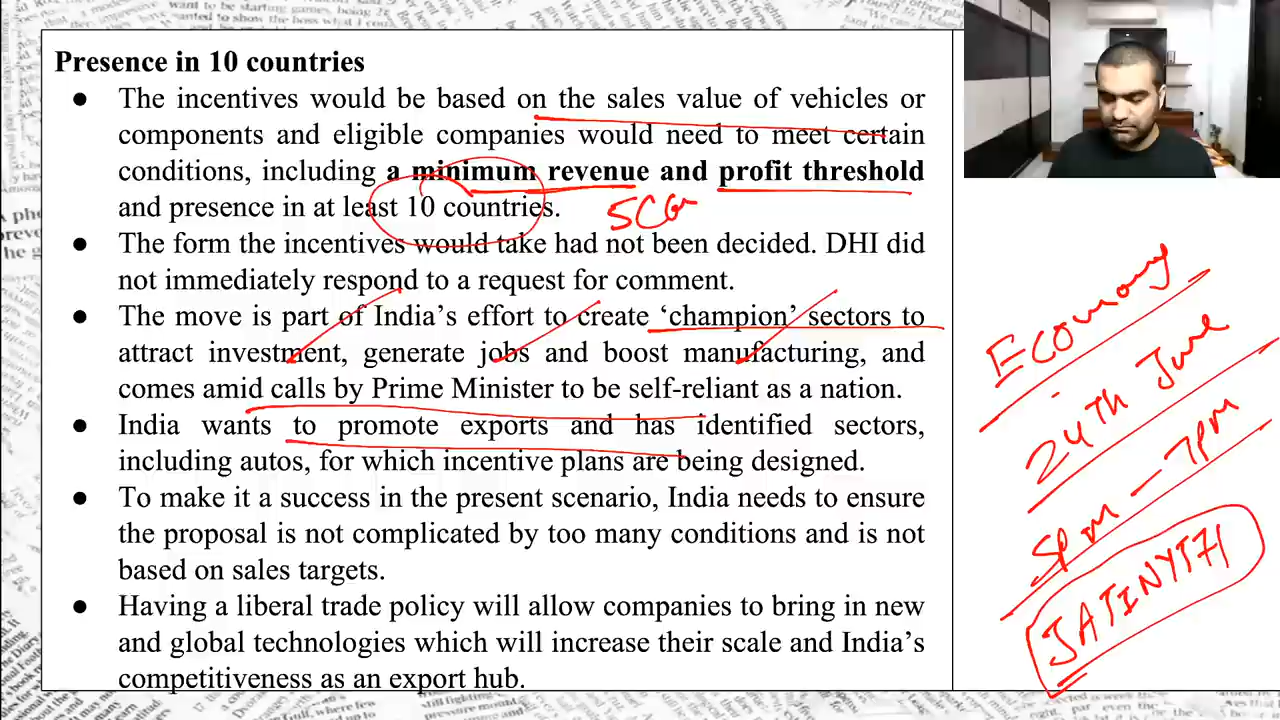 Presence in 10 countries
● The incentives would be based on the sales value of vehicles or
components and eligible companies would need to meet certain
conditions, including a minimum revenue and profit threshold
and presence in at least 10 countries.
● The form the incentives would take had not been decided. DHI did
not immediately respond to a request for comment.
● The move is part of India's effort to create ‘champion’ sectors to
attract investment, generate jobs and boost manufacturing, and
comes amid calls by Prime Minister to be self-reliant as a nation.
● India wants to promote exports and has identified sectors,
including autos, for which incentive plans are being designed.
● To make it a success in the present scenario, India needs to ensure
the proposal is not complicated by too many conditions and is not
based on sales targets.
● Having a liberal trade policy will allow companies to bring in new
and global technologies which will increase their scale and India's
competitiveness as an export hub.
Economy
24TH June
5pm - 7pm